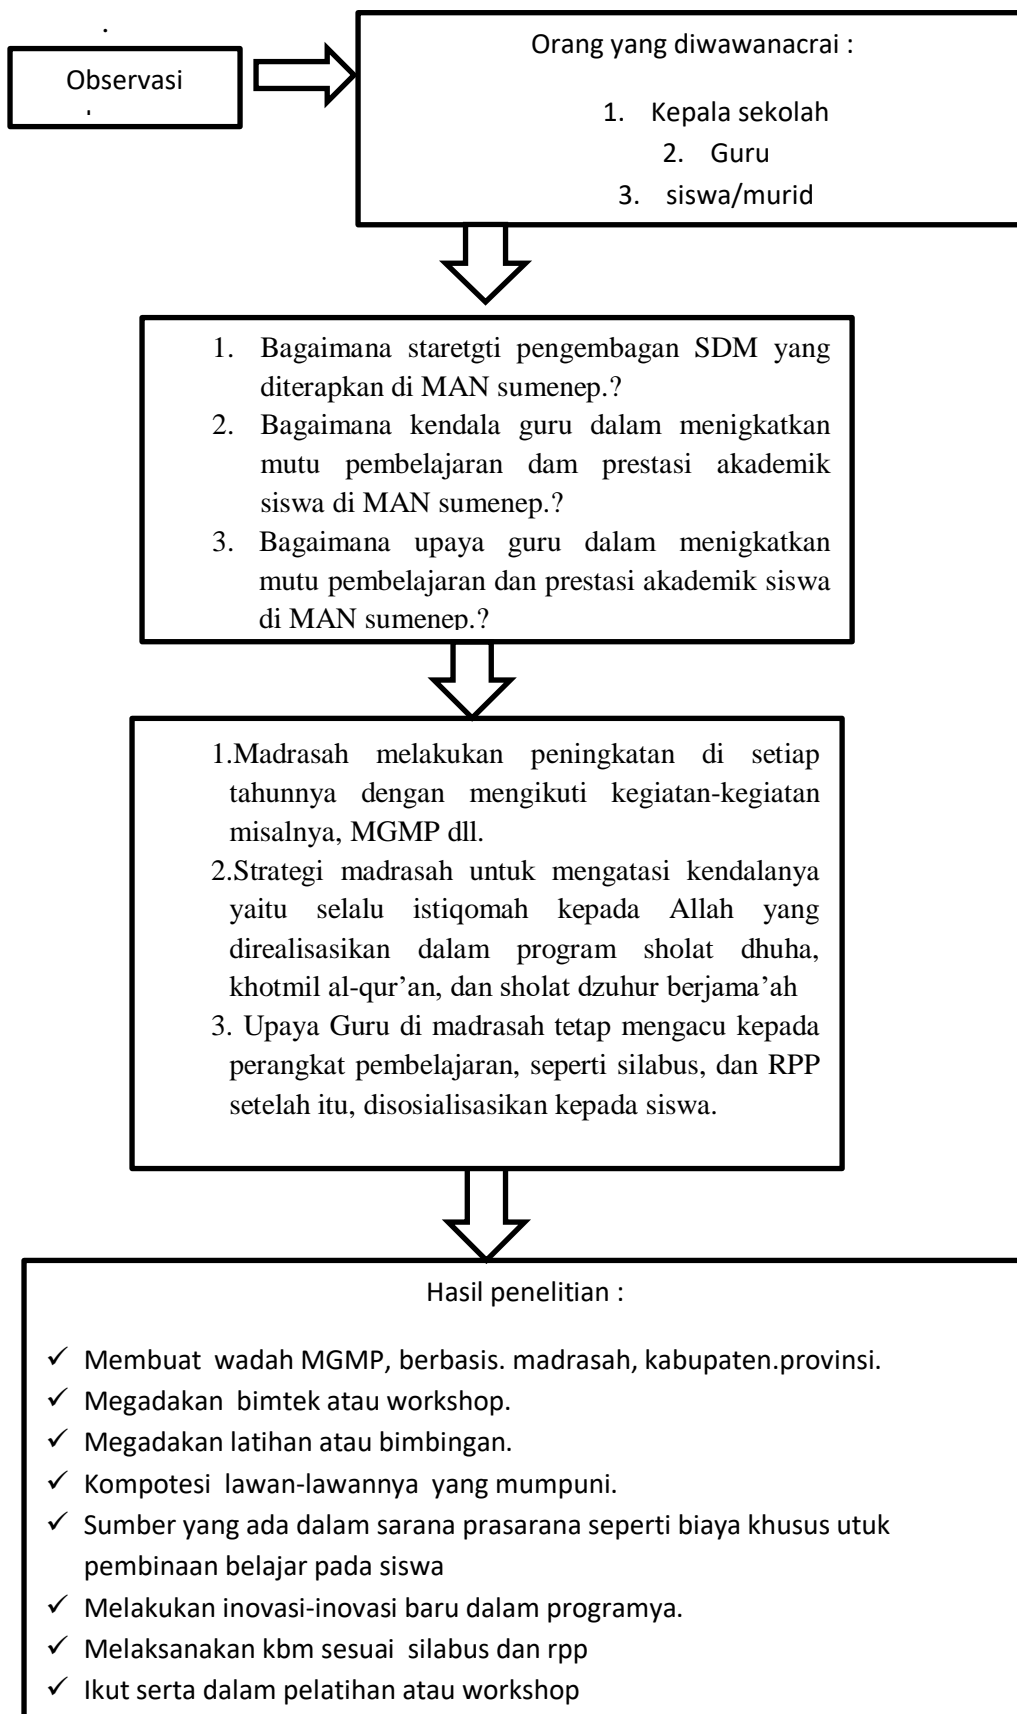 Observasi
Orang yang diwawanacrai :
1. Kepala sekolah
2. Guru
3. siswa/murid
1. Bagaimana staretgti pengembagan SDM yang
diterapkan di MAN sumenep.?
2. Bagaimana kendala guru dalam menigkatkan
mutu pembelajaran dam prestasi akademik
siswa di MAN sumenep.?
3. Bagaimana upaya guru dalam menigkatkan
mutu pembelajaran dan prestasi akademik siswa
di MAN sumenep.?
1.Madrasah melakukan peningkatan di setiap
tahunnya dengan mengikuti kegiatan-kegiatan
misalnya, MGMP dll.
2.Strategi madrasah untuk mengatasi kendalanya
yaitu selalu istiqomah kepada Allah yang
direalisasikan dalam program sholat dhuha,
khotmil al-qur’an, dan sholat dzuhur berjama’ah
3. Upaya Guru di madrasah tetap mengacu kepada
perangkat pembelajaran, seperti silabus, dan RPP
setelah itu, disosialisasikan kepada siswa.
Hasil penelitian :
✓ Membuat wadah MGMP, berbasis. madrasah, kabupaten.provinsi.
✓ Megadakan bimtek atau workshop.
✓ Megadakan latihan atau bimbingan.
✓ Kompotesi lawan-lawannya yang mumpuni.
✓ Sumber yang ada dalam sarana prasarana seperti biaya khusus utuk
pembinaan belajar pada siswa
✓ Melakukan inovasi-inovasi baru dalam programya.
✓ Melaksanakan kbm sesuai silabus dan rpp
✓ Ikut serta dalam pelatihan atau workshop